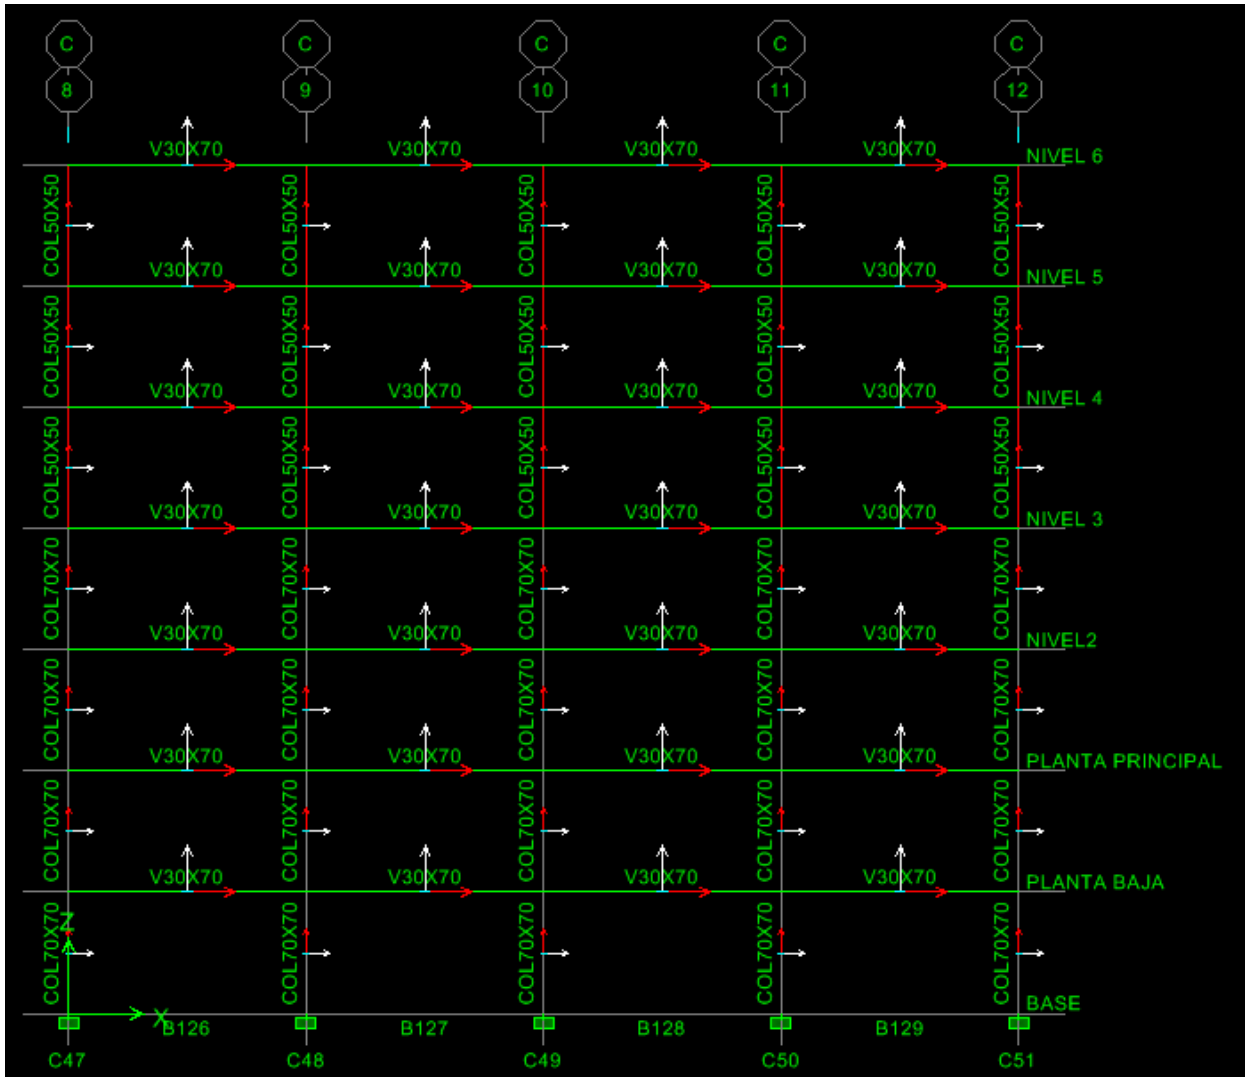 C C C C C
8 9 10 11 12
V30X70 V30X70 V30X70 V30X70 NIVEL 6
COL50X50 COL50X50 COL50X50 COL50X50 COL50X50
V30X70 V30X70 V30X70 V30X70 NIVEL 5
COL50X50 COL50X50 COL50X50 COL50X50 COL50X50
V30X70 V30X70 V30X70 V30X70 NIVEL 4
COL50X50 COL50X50 COL50X50 COL50X50 COL50X50
V30X70 V30X70 V30X70 V30X70 NIVEL 3
COL70X70 COL70X70 COL70X70 COL70X70 COL70X70
V30X70 V30X70 V30X70 V30X70 NIVEL2
COL70X70 COL70X70 COL70X70 COL70X70 COL70X70
V30X70 V30X70 V30X70 V30X70 PLANTA PRINCIPAL
COL70X70 COL70X70 COL70X70 COL70X70 COL70X70
V30X70 V30X70 V30X70 V30X70 PLANTA BAJA
Z
COL70X70 COL70X70 COL70X70 COL70X70 COL70X70
X BASE
B126 B127 B128 B129
C47 C48 C49 C50 C51